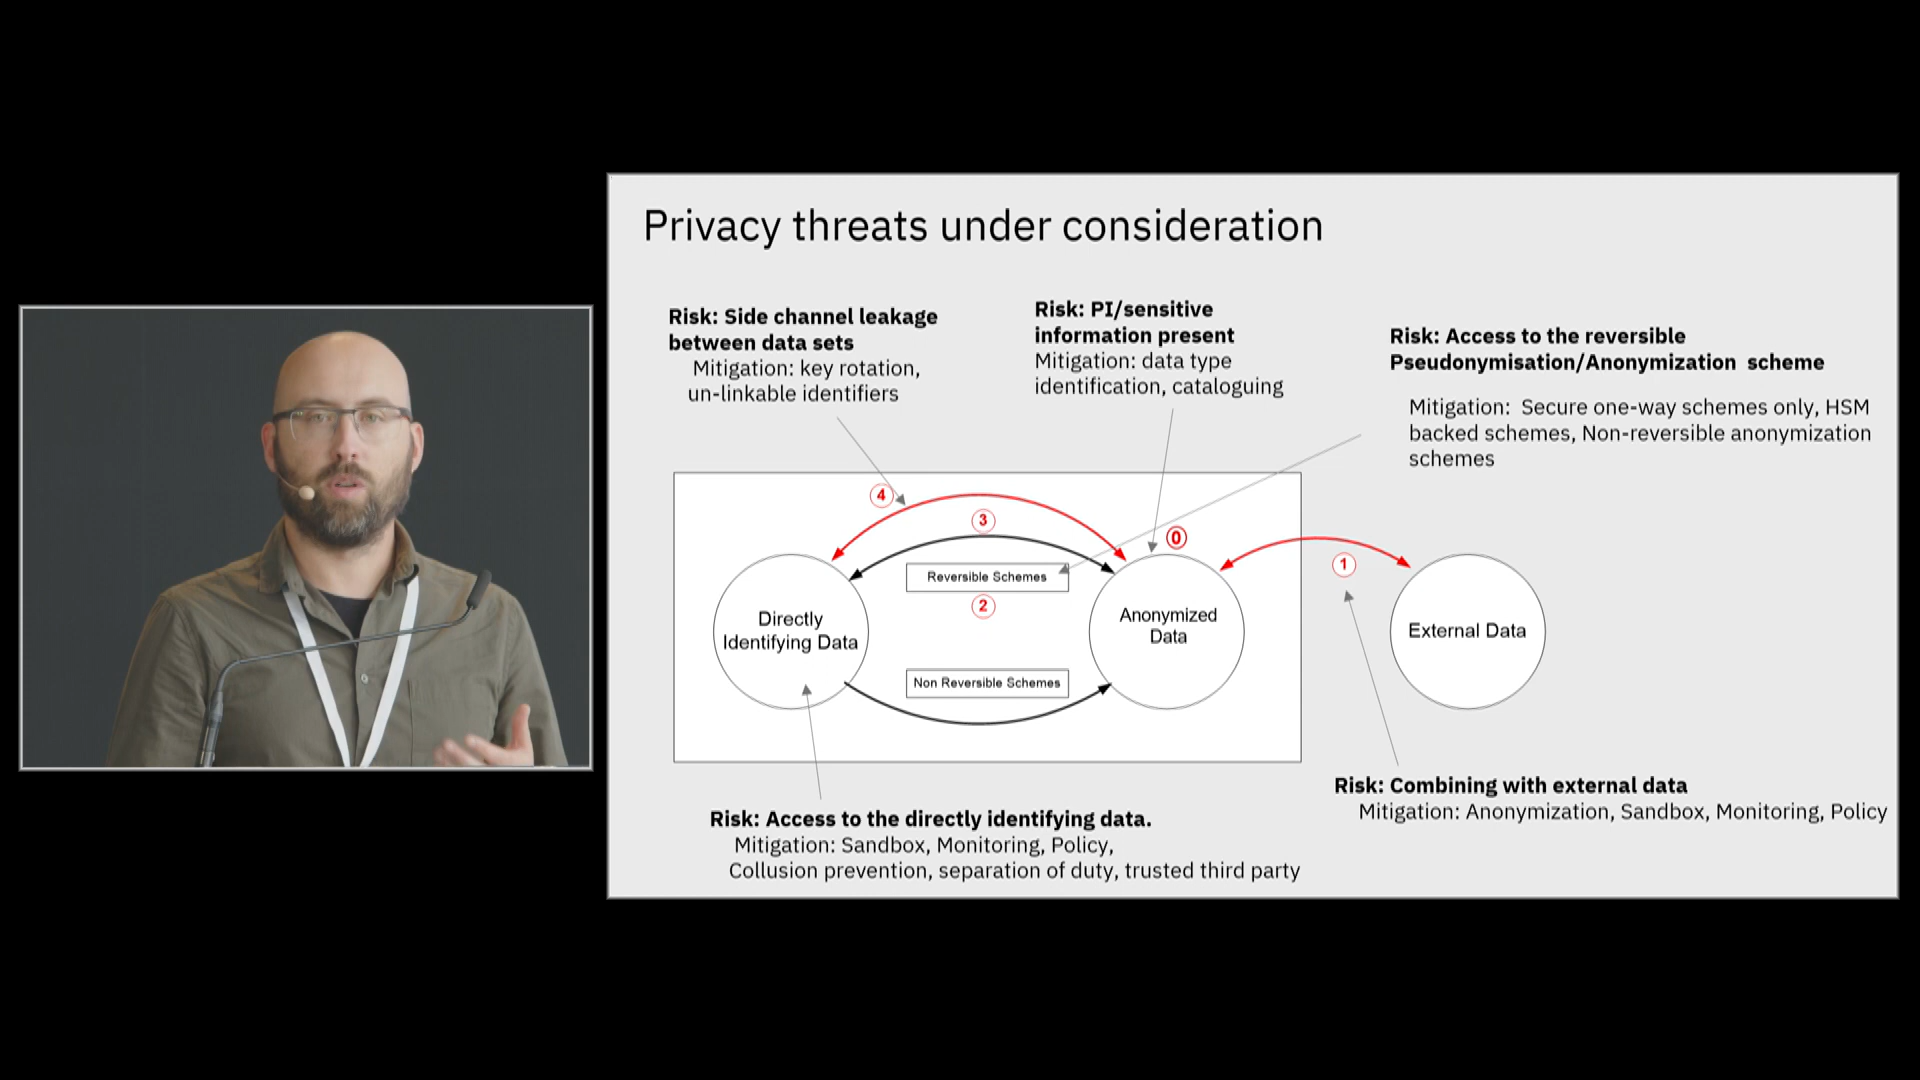 Privacy threats under consideration
Risk: Side channel leakage
between data sets
Mitigation: key rotation,
un-linkable identifiers
Risk: PI/sensitive
information present
Mitigation: data type
identification, cataloguing
Risk: Access to the reversible
Pseudonymisation/Anonymization scheme
Mitigation: Secure one-way schemes only, HSM
backed schemes, Non-reversible anonymization
schemes
4
3
0
Reversible Schemes
2
1
Directly
Identifying Data
Anonymized
Data
External Data
Non Reversible Schemes
Risk: Combining with external data
Mitigation: Anonymization, Sandbox, Monitoring, Policy
Risk: Access to the directly identifying data.
Mitigation: Sandbox, Monitoring, Policy,
Collusion prevention, separation of duty, trusted third party